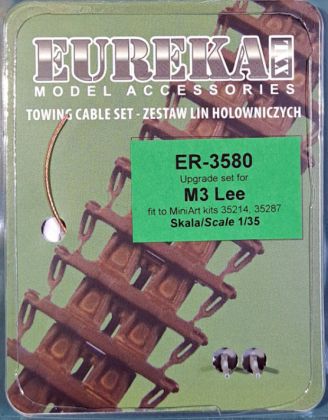 EUREKA XXL
MODEL ACCESSORIES
TOWING CABLE SET - ZESTAW LIN HOLOWNICZYCH
ER-3580
Upgrade set for
M3 Lee
fit to MiniArt kits 35214, 35287
Skala/Scale 1/35